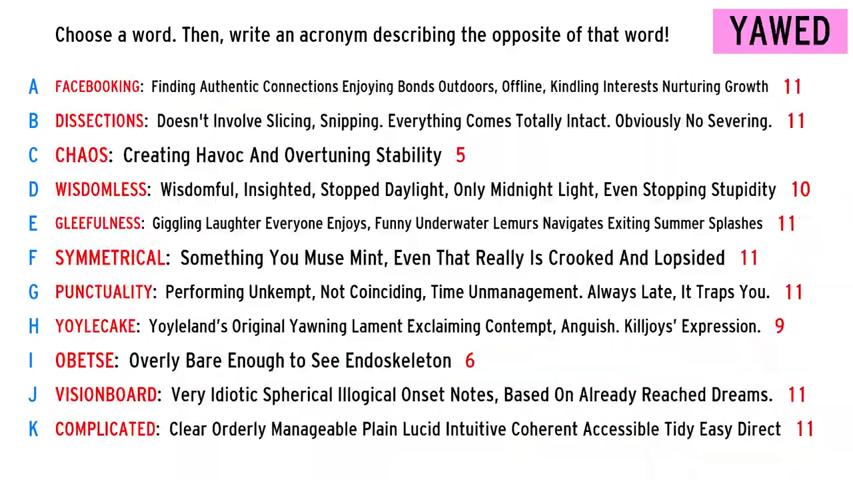 Choose a word. Then, write an acronym describing the opposite of that word!
YAWED
A FACEBOOKING: Finding Authentic Connections Enjoying Bonds Outdoors, Offline, Kindling Interests Nurturing Growth 11
B DISSECTIONS: Doesn't Involve Slicing, Snipping. Everything Comes Totally Intact. Obviously No Severing. 11
C CHAOS: Creating Havoc And Overtuning Stability 5
D WISDOMLESS: Wisdomful, Insighted, Stopped Daylight, Only Midnight Light, Even Stopping Stupidity 10
E GLEEFULNESS: Giggling Laughter Everyone Enjoys, Funny Underwater Lemurs Navigates Exiting Summer Splashes 11
F SYMMETRICAL: Something You Muse Mint, Even That Really Is Crooked And Lopsided 11
G PUNCTUALITY: Performing Unkempt, Not Coinciding, Time Unmanagement. Always Late, It Traps You. 11
H YOYLECAKE: Yoyleland's Original Yawning Lament Exclaiming Contempt, Anguish. Killjoys' Expression. 9
I OBETSE: Overly Bare Enough to See Endoskeleton 6
J VISIONBOARD: Very Idiotic Spherical Illogical Onset Notes, Based On Already Reached Dreams. 11
K COMPLICATED: Clear Orderly Manageable Plain Lucid Intuitive Coherent Accessible Tidy Easy Direct 11